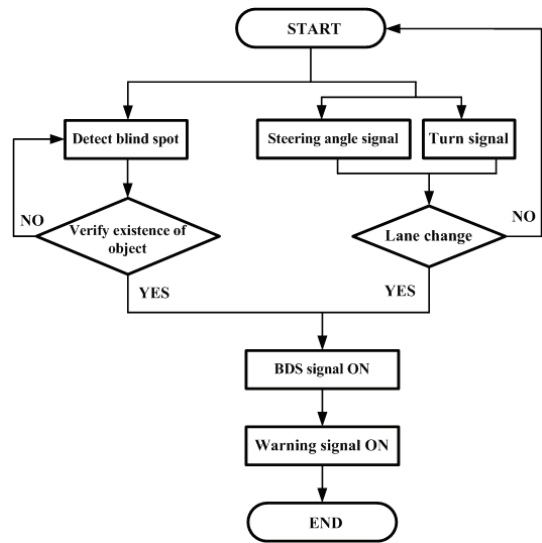 START
Detect blind spot
Steering angle signal
Turn signal
NO
Verify existence of
object
Lane change
NO
YES
YES
BDS signal ON
Warning signal ON
END